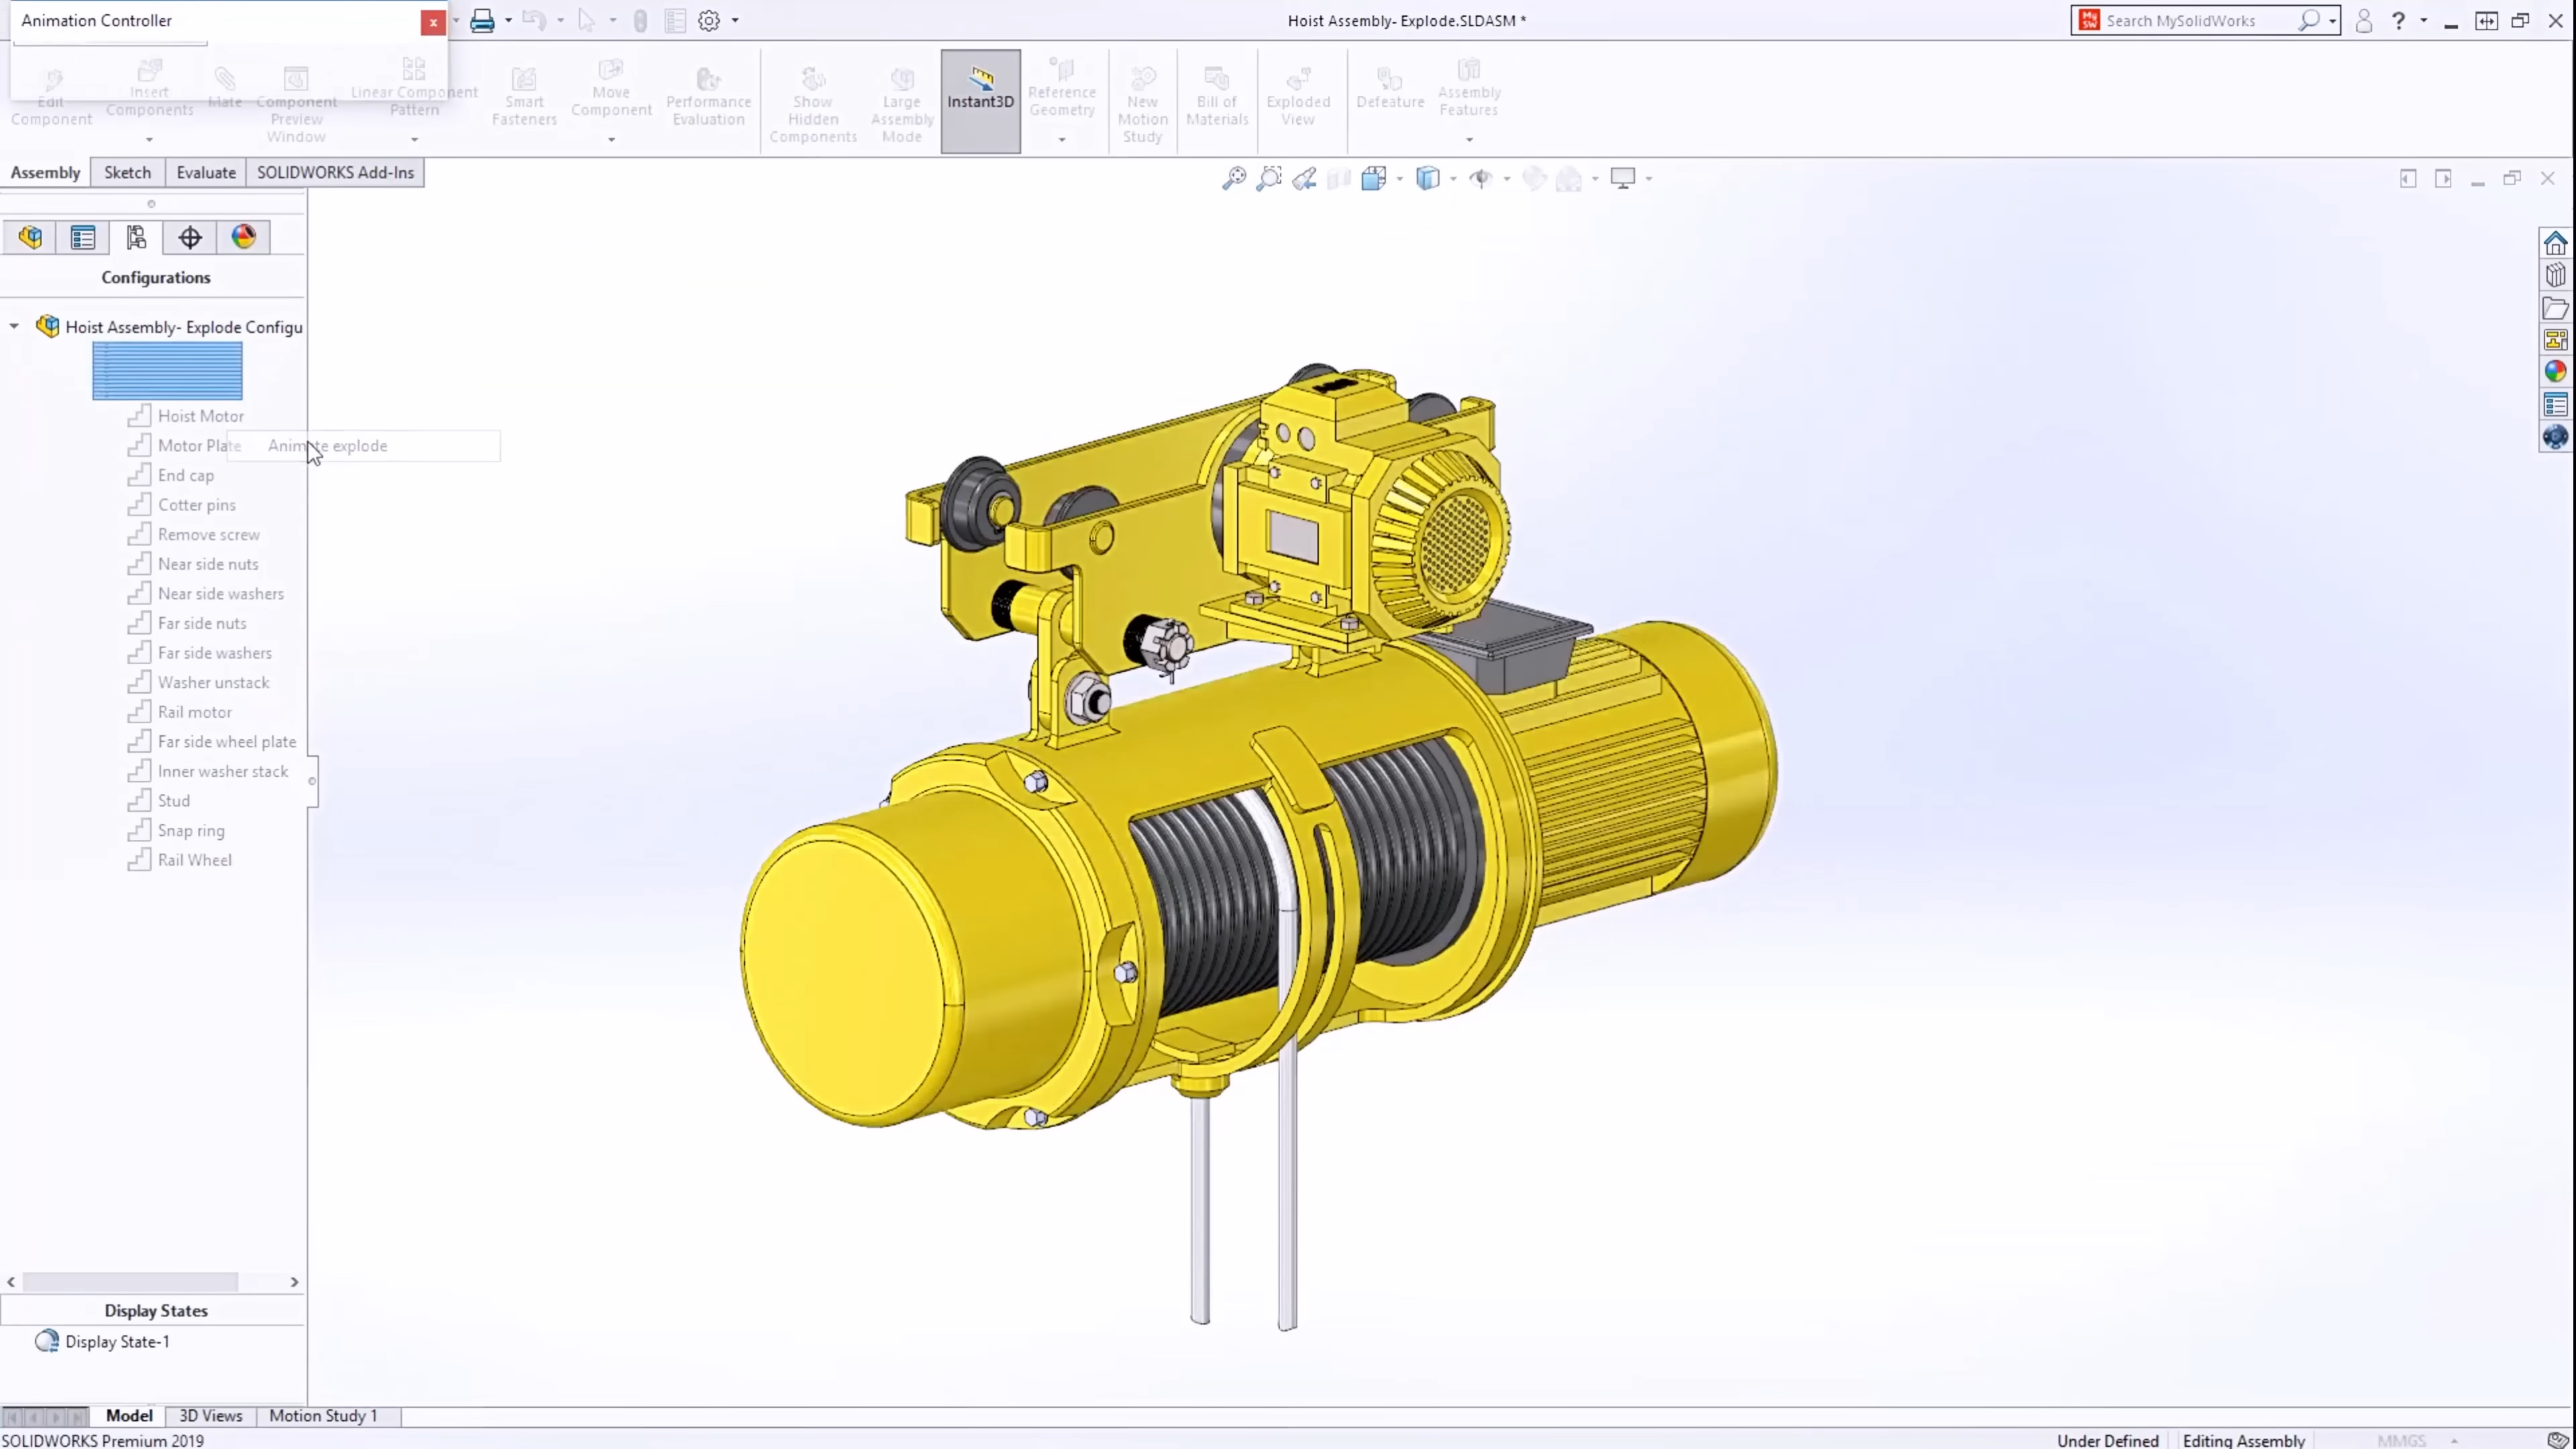 Animation Controller
x
Hoist Assembly- Explode.SLDASM *
Search MySolidWorks
?
Edit Component
Insert Components
Mate
Component Preview Window
Linear Component Pattern
Smart Fasteners
Move Component
Performance Evaluation
Show Hidden Components
Large Assembly Mode
Instant3D
Reference Geometry
New Motion Study
Bill of Materials
Exploded View
Defeature
Assembly Features
Assembly
Sketch
Evaluate
SOLIDWORKS Add-Ins
Configurations
Hoist Assembly- Explode Configu
Hoist Motor
Motor Plate
Animate explode
End cap
Cotter pins
Remove screw
Near side nuts
Near side washers
Far side nuts
Far side washers
Washer unstack
Rail motor
Far side wheel plate
Inner washer stack
Stud
Snap ring
Rail Wheel
Display States
Display State-1
Model
3D Views
Motion Study 1
SOLIDWORKS Premium 2019
Under Defined
Editing Assembly
MMGS